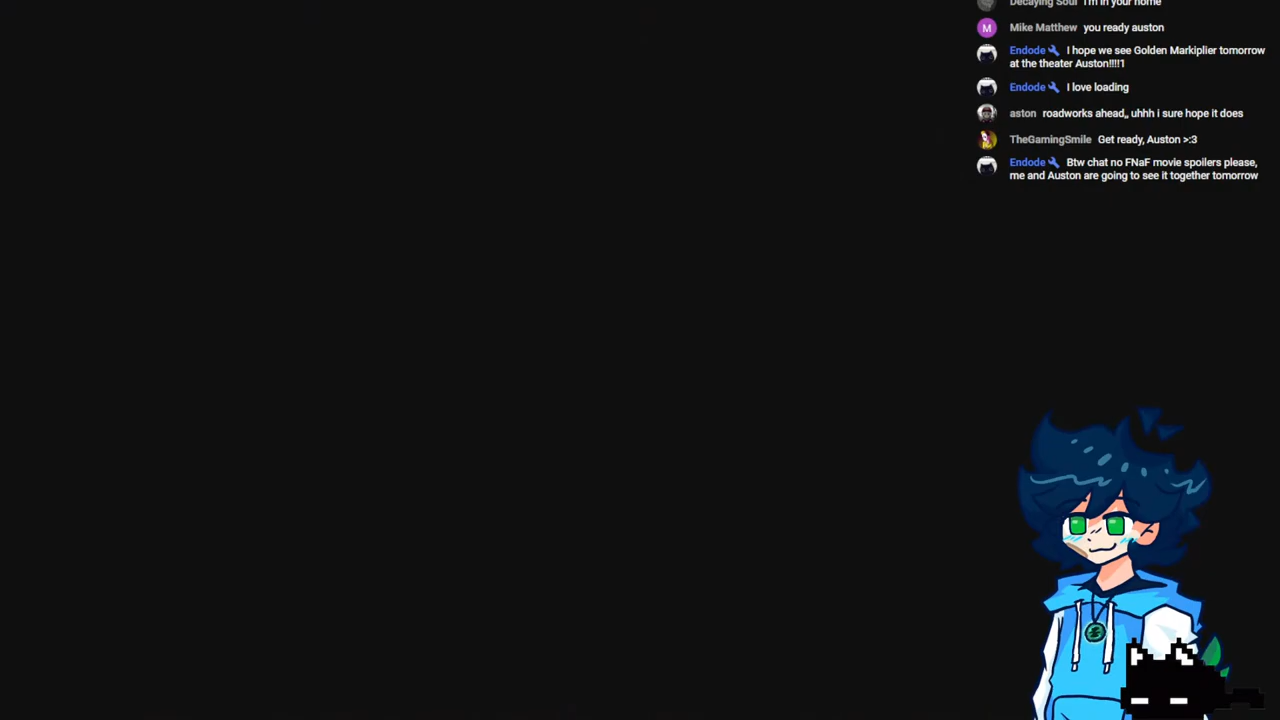 Decaying Soul I'm in your home
M Mike Matthew you ready auston
Endode I hope we see Golden Markiplier tomorrow
at the theater Auston!!!!1
Endode I love loading
aston roadworks ahead,, uhhh i sure hope it does
TheGamingSmile Get ready, Auston >:3
Endode Btw chat no FNaF movie spoilers please,
me and Auston are going to see it together tomorrow